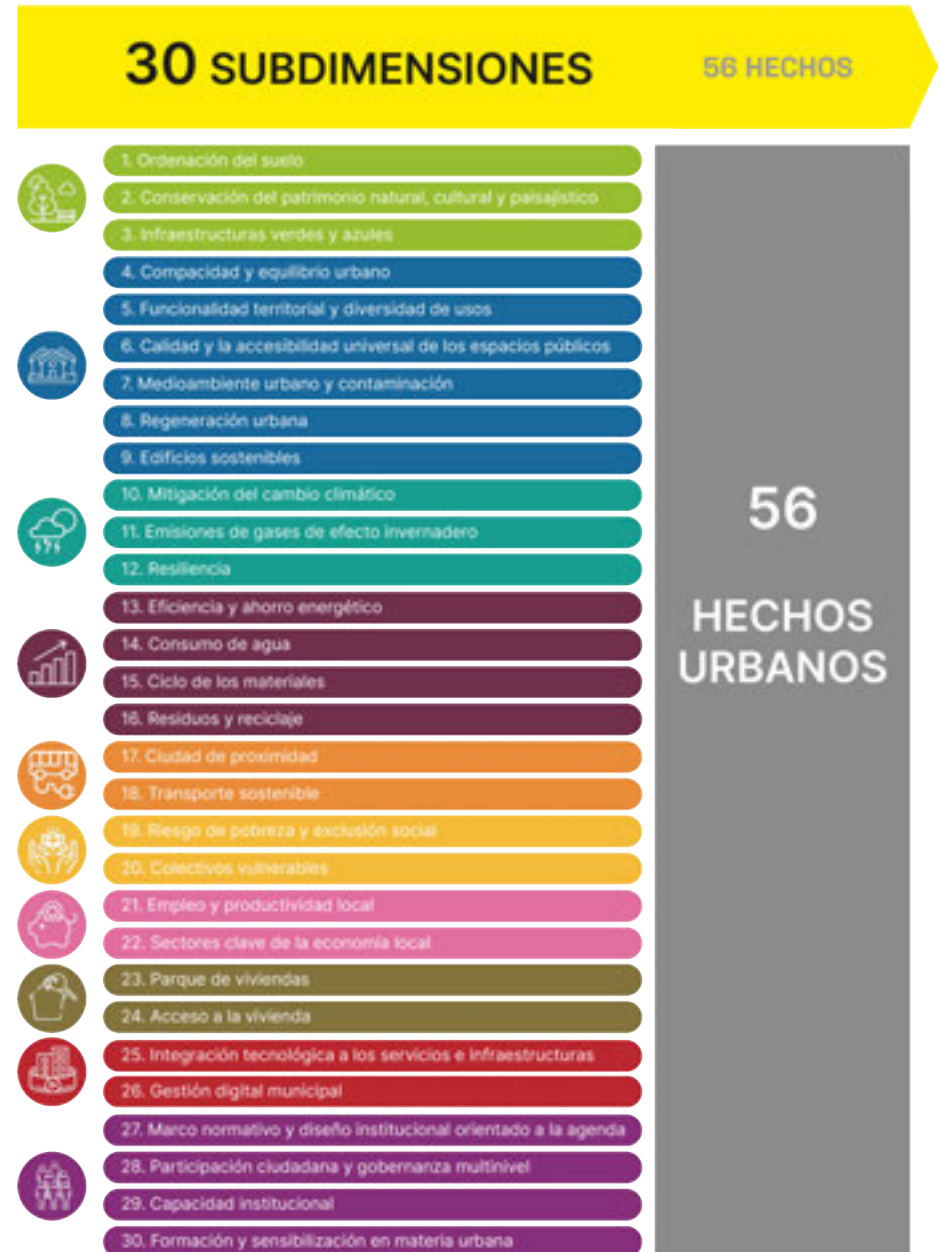 30 SUBDIMENSIONES
56 HECHOS
1. Ordenación del suelo
2. Conservación del patrimonio natural, cultural y paisajístico
3. Infraestructuras verdes y azules
4. Compacidad y equilibrio urbano
5. Funcionalidad territorial y diversidad de usos
6. Calidad y la accesibilidad universal de los espacios públicos
7. Medioambiente urbano y contaminación
8. Regeneración urbana
9. Edificios sostenibles
10. Mitigación del cambio climático
11. Emisiones de gases de efecto invernadero
12. Resiliencia
13. Eficiencia y ahorro energético
14. Consumo de agua
15. Ciclo de los materiales
16. Residuos y reciclaje
17. Ciudad de proximidad
18. Transporte sostenible
19. Riesgo de pobreza y exclusión social
20. Colectivos vulnerables
21. Empleo y productividad local
22. Sectores clave de la economía local
23. Parque de viviendas
24. Acceso a la vivienda
25. Integración tecnológica a los servicios e infraestructuras
26. Gestión digital municipal
27. Marco normativo y diseño institucional orientado a la agenda
28. Participación ciudadana y gobernanza multinivel
29. Capacidad institucional
30. Formación y sensibilización en materia urbana
56
HECHOS
URBANOS